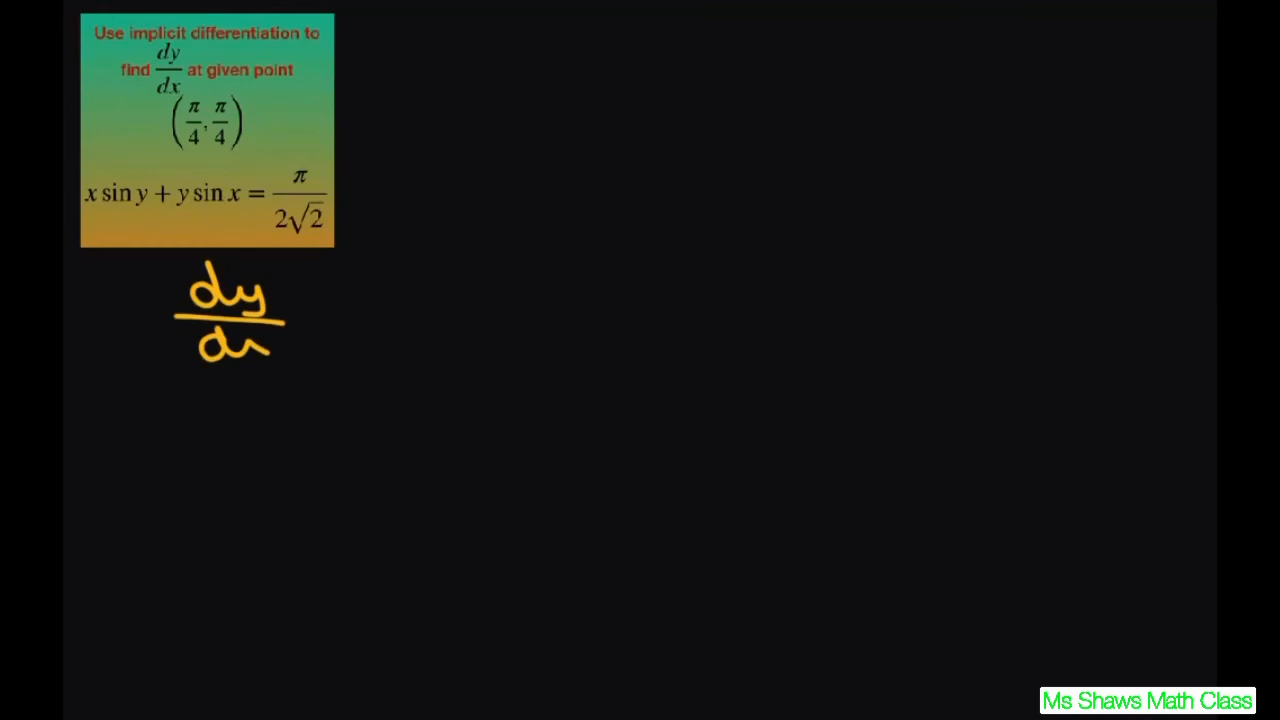 Use implicit differentiation to
find dy/dx at given point
(π/4, π/4)
x sin y + y sin x = π/(2√2)
dy/dx
Ms Shaws Math Class